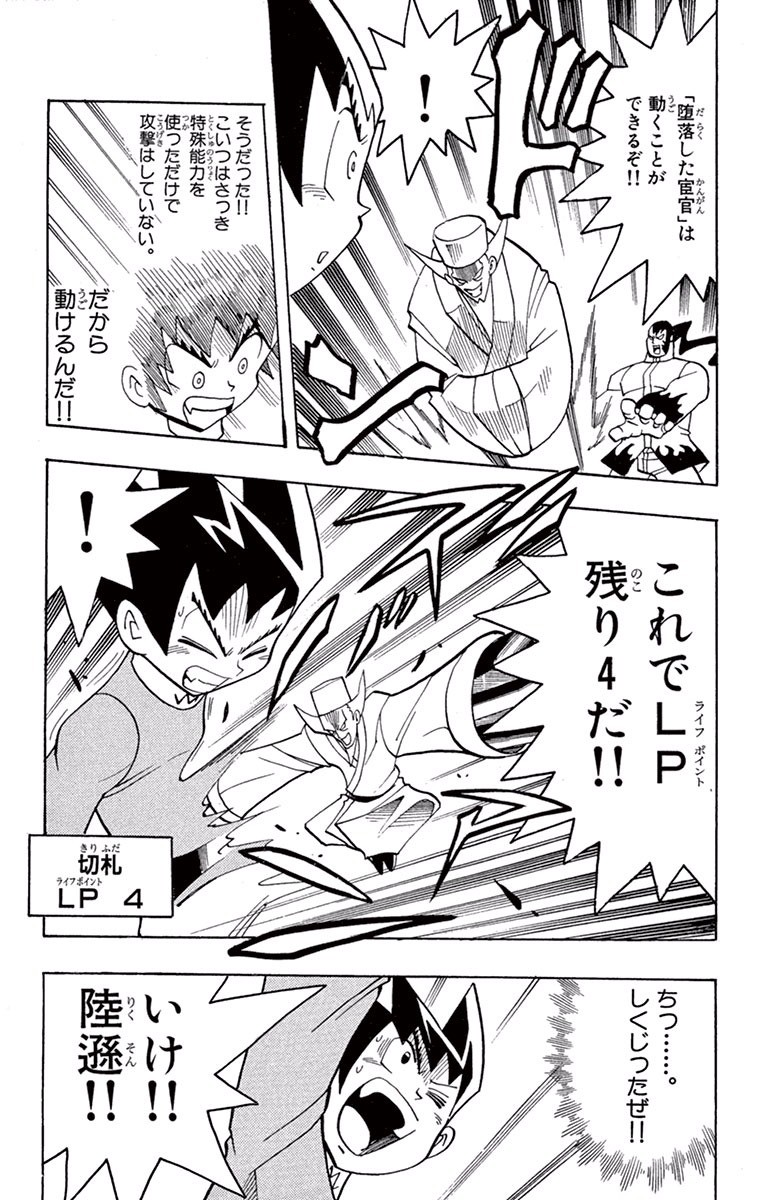 「堕落した宦官」は
動くことが
できるぞ!!
ドドドン
!
そうだった!!
こいつはさっき
特殊能力を
使っただけで
攻撃はしていない。
だから
動けるんだ!!
これでLP
残り4だ!!
!
切札
LP 4
ちっ……。
しくじったぜ!!
いけ!!
陸遜!!